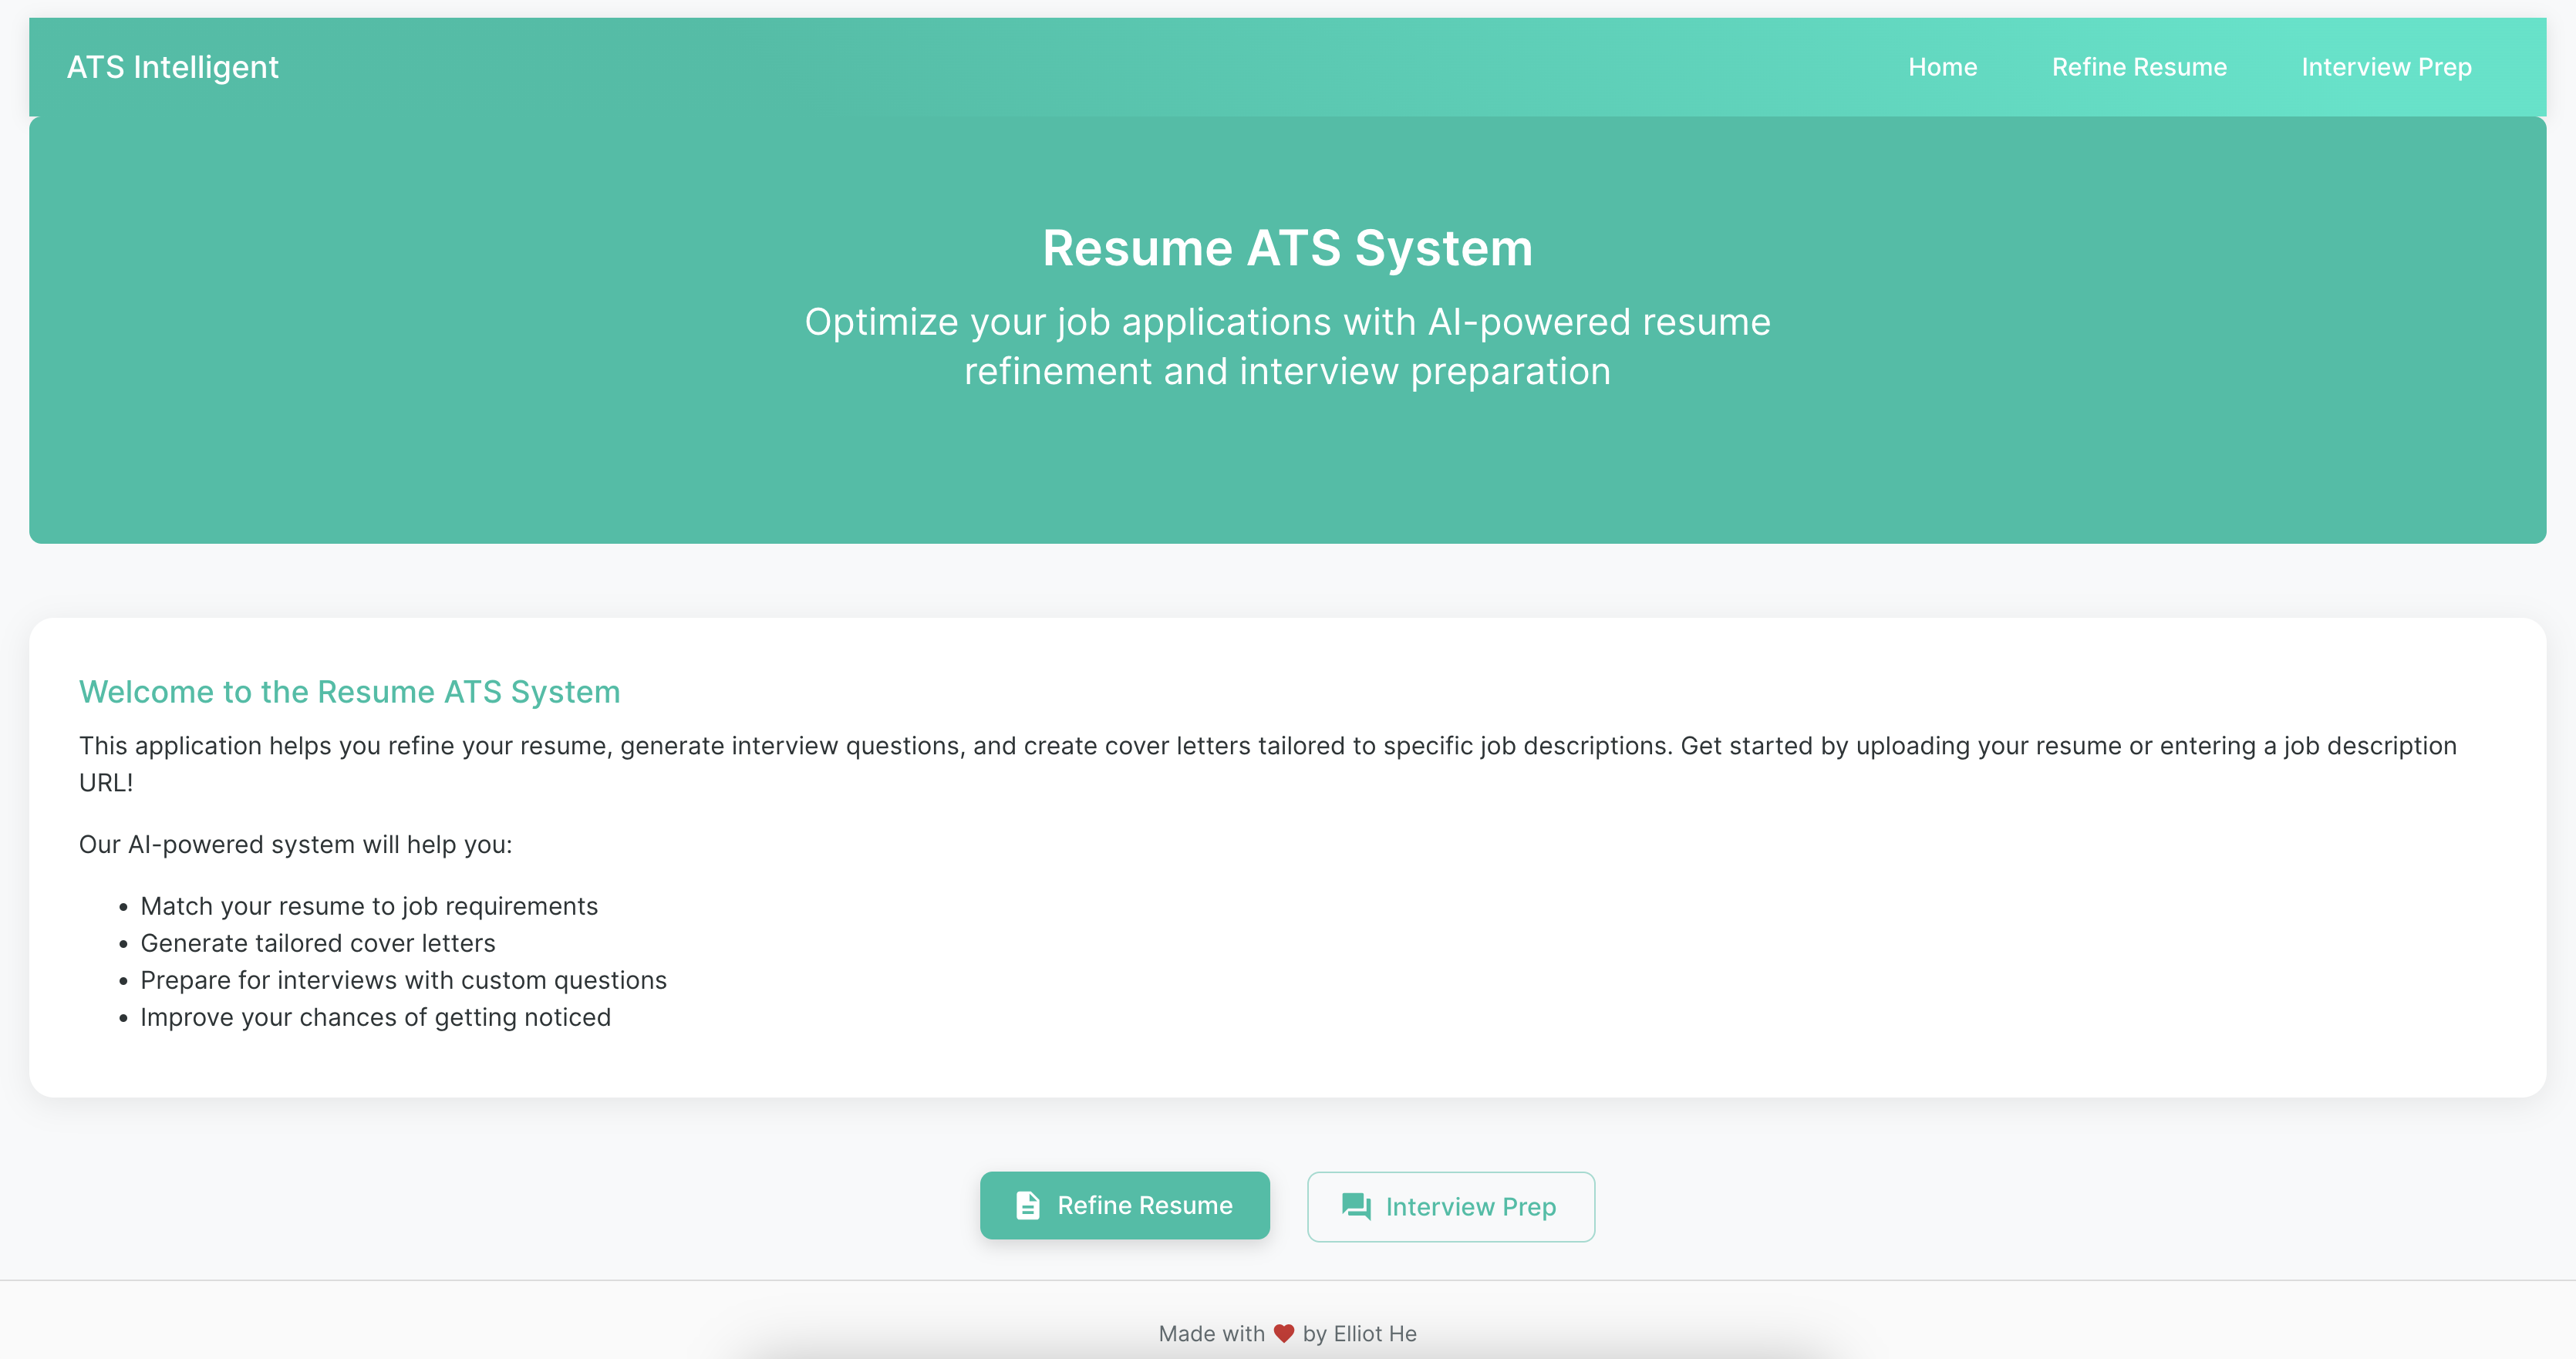 ATS Intelligent
Home
Refine Resume
Interview Prep
Resume ATS System
Optimize your job applications with AI-powered resume
refinement and interview preparation
Welcome to the Resume ATS System
This application helps you refine your resume, generate interview questions, and create cover letters tailored to specific job descriptions. Get started by uploading your resume or entering a job description
URL!
Our AI-powered system will help you:
• Match your resume to job requirements
• Generate tailored cover letters
• Prepare for interviews with custom questions
• Improve your chances of getting noticed
Refine Resume
Interview Prep
Made with ❤️ by Elliot He